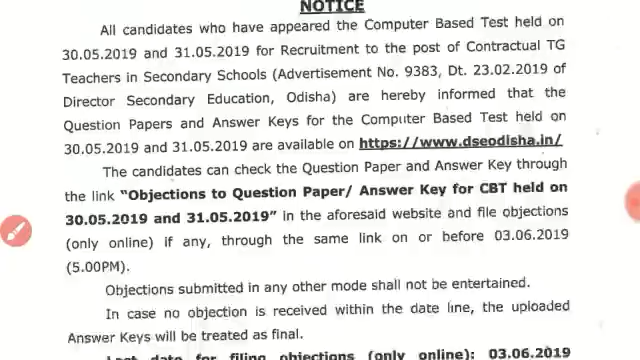 NOTICE
All candidates who have appeared the Computer Based Test held on
30.05.2019 and 31.05.2019 for Recruitment to the post of Contractual TG
Teachers in Secondary Schools (Advertisement No. 9383, Dt. 23.02.2019 of
Director Secondary Education, Odisha) are hereby informed that the
Question Papers and Answer Keys for the Computer Based Test held on
30.05.2019 and 31.05.2019 are available on https://www.dseodisha.in/
The candidates can check the Question Paper and Answer Key through
the link "Objections to Question Paper/ Answer Key for CBT held on
30.05.2019 and 31.05.2019" in the aforesaid website and file objections
(only online) if any, through the same link on or before 03.06.2019
(5.00PM).
Objections submitted in any other mode shall not be entertained.
In case no objection is received within the date line, the uploaded
Answer Keys will be treated as final.
Last date for filing objections (only online): 03.06.2019